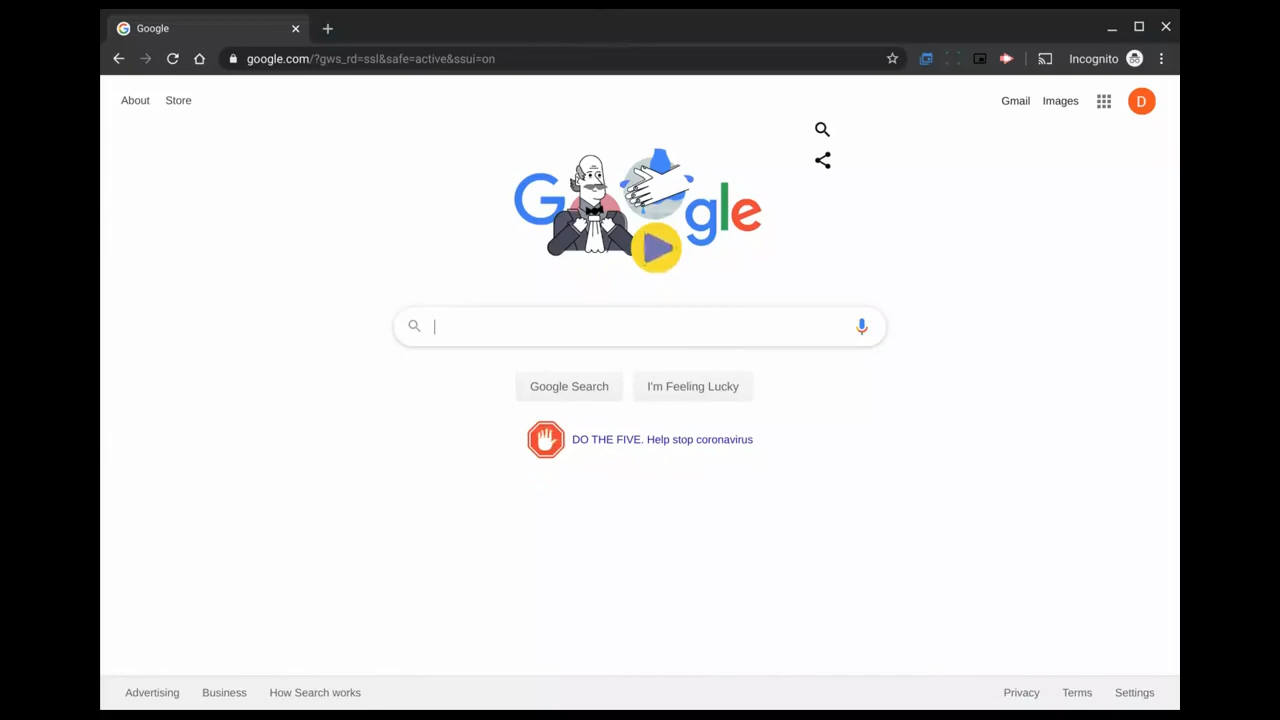 Google
google.com/?gws_rd=ssl&safe=active&ssui=on
Incognito
About Store
Gmail Images
D
G gle
Google Search
I'm Feeling Lucky
DO THE FIVE. Help stop coronavirus
Advertising Business How Search works
Privacy Terms Settings